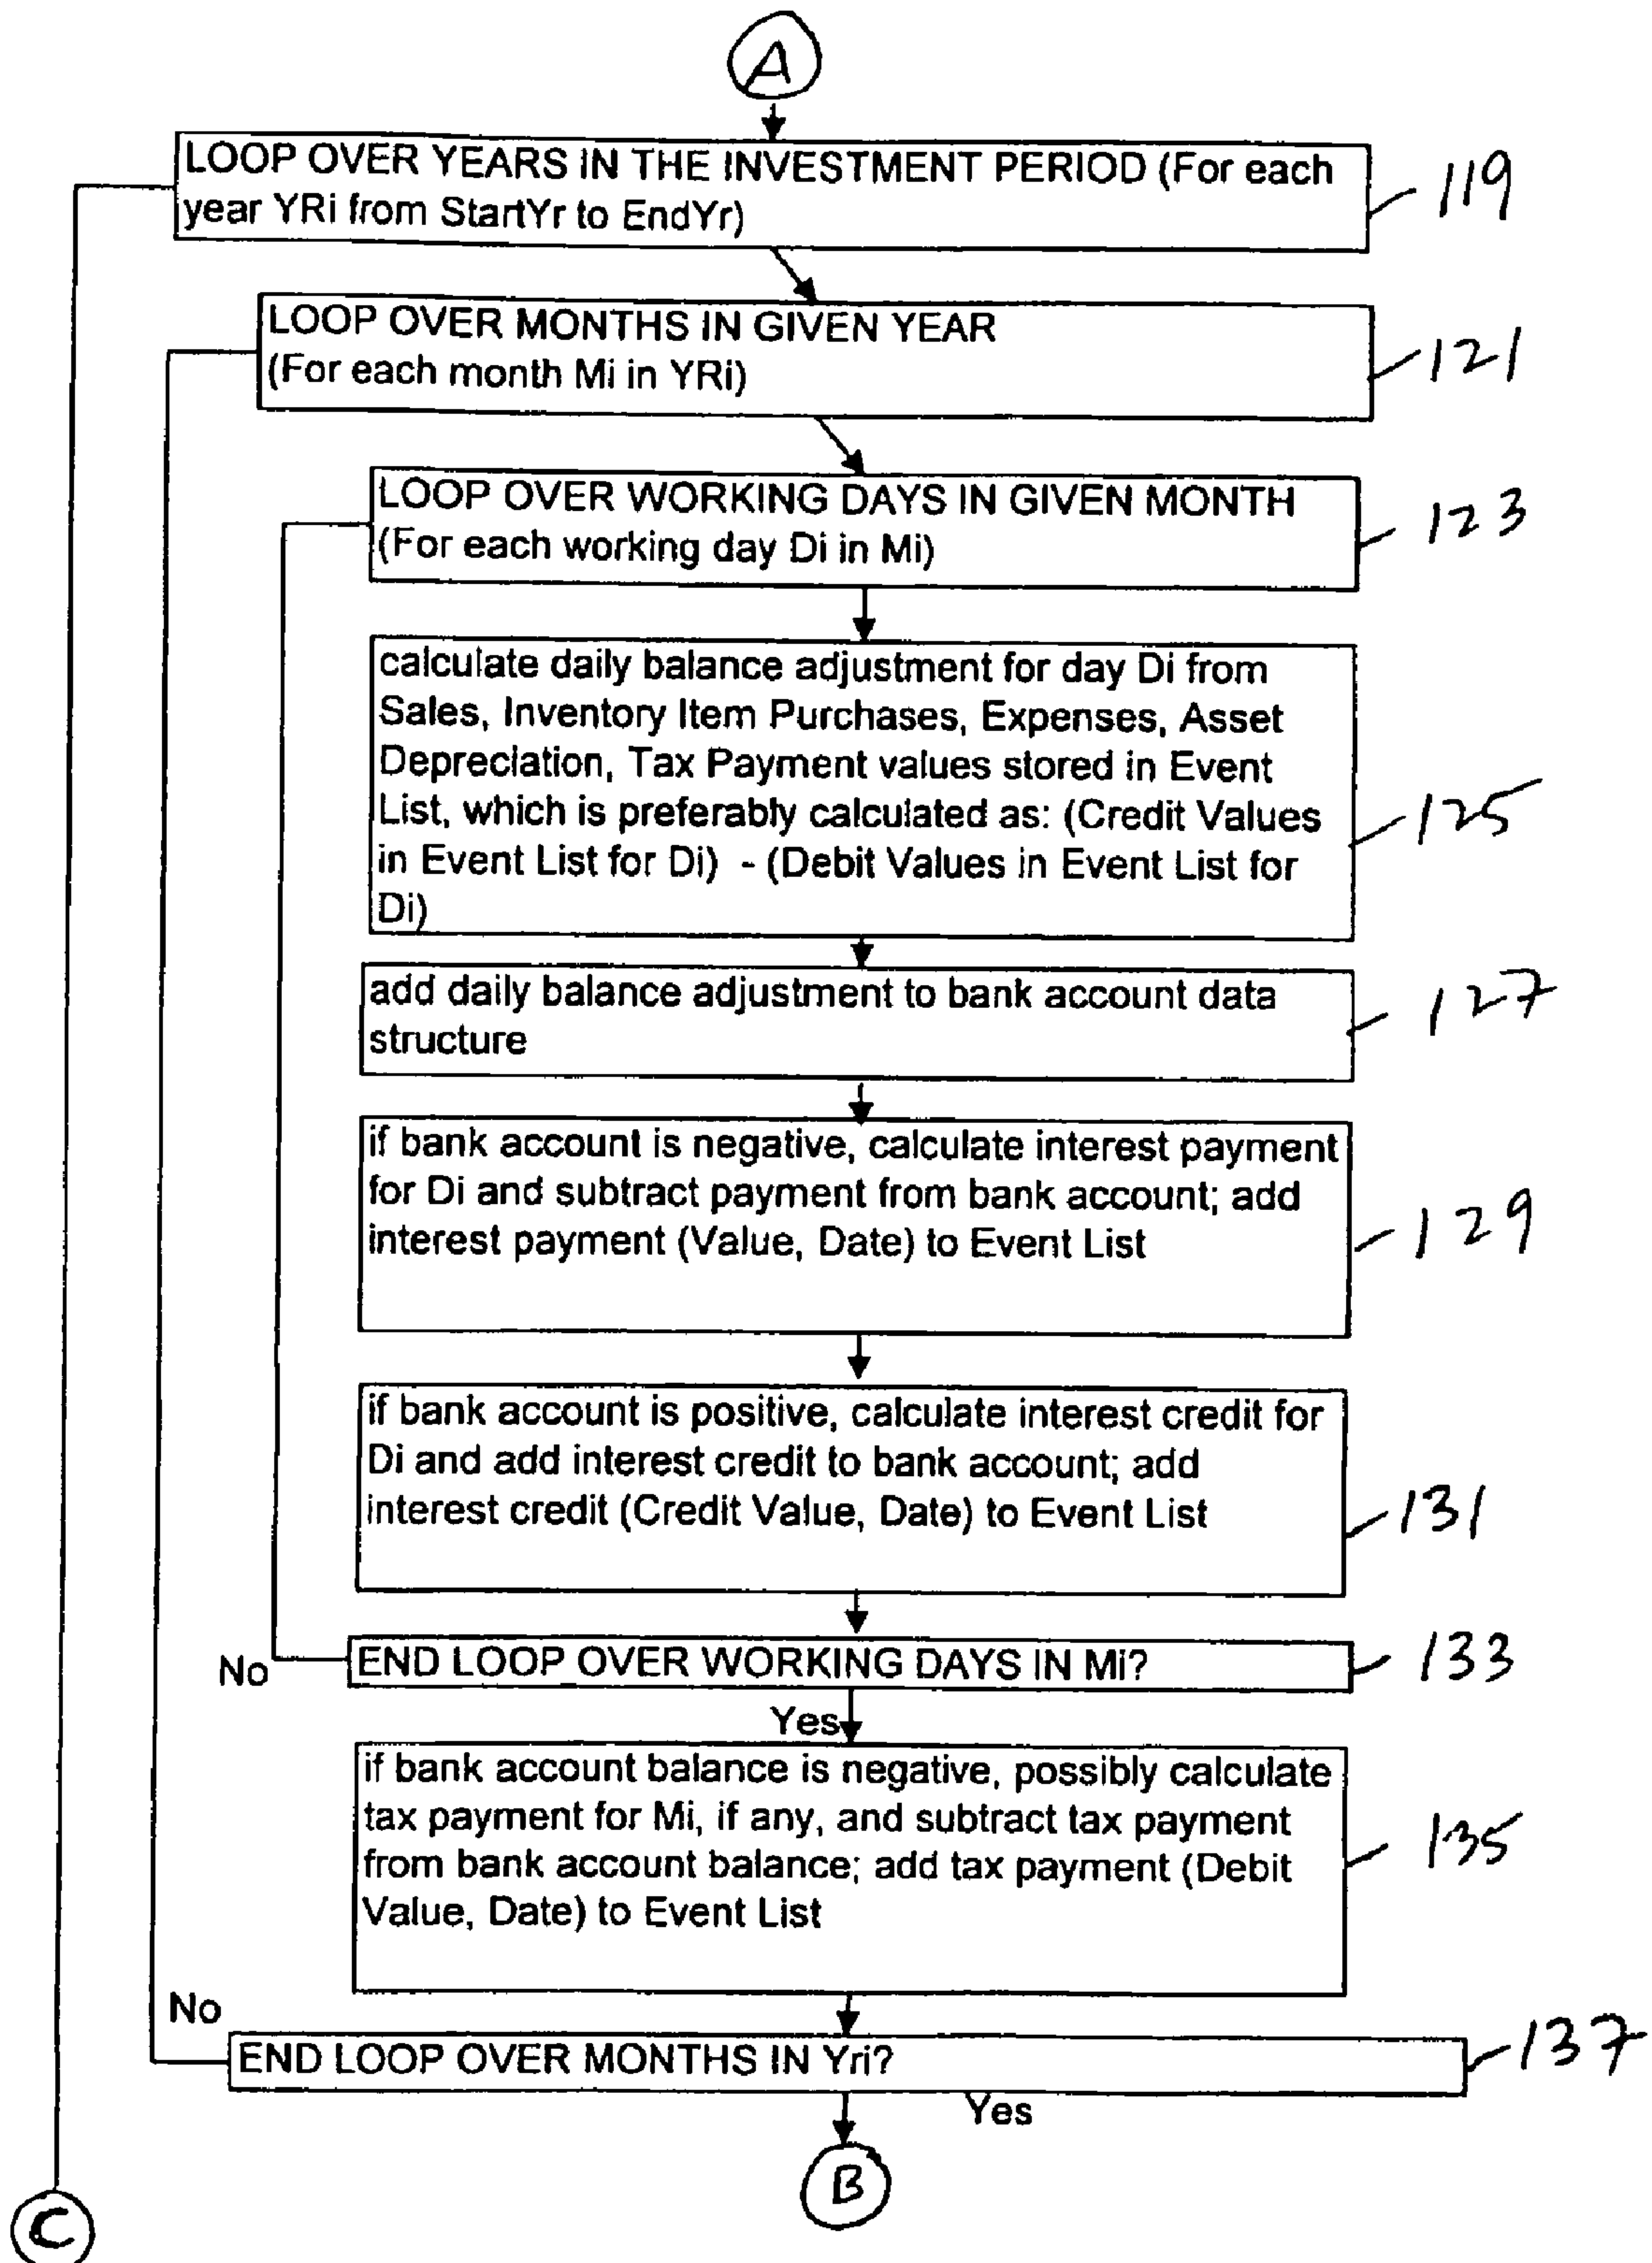 A
LOOP OVER YEARS IN THE INVESTMENT PERIOD (For each
year YRi from StartYr to EndYr)
119
LOOP OVER MONTHS IN GIVEN YEAR
(For each month Mi in YRi)
121
LOOP OVER WORKING DAYS IN GIVEN MONTH
(For each working day Di in Mi)
123
calculate daily balance adjustment for day Di from
Sales, Inventory Item Purchases, Expenses, Asset
Depreciation, Tax Payment values stored in Event
List, which is preferably calculated as: (Credit Values
in Event List for Di) - (Debit Values in Event List for
Di)
125
add daily balance adjustment to bank account data
structure
127
if bank account is negative, calculate interest payment
for Di and subtract payment from bank account; add
interest payment (Value, Date) to Event List
129
if bank account is positive, calculate interest credit for
Di and add interest credit to bank account; add
interest credit (Credit Value, Date) to Event List
131
No
END LOOP OVER WORKING DAYS IN Mi?
133
Yes
if bank account balance is negative, possibly calculate
tax payment for Mi, if any, and subtract tax payment
from bank account balance; add tax payment (Debit
Value, Date) to Event List
135
No
END LOOP OVER MONTHS IN Yri?
137
Yes
B
C